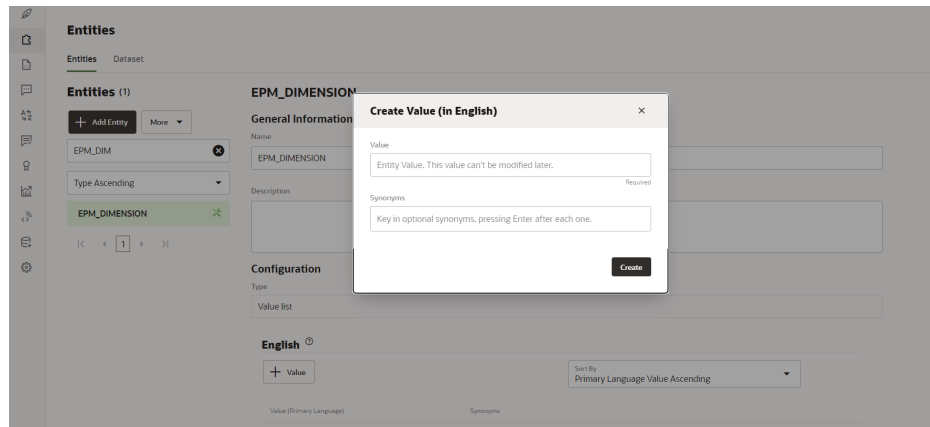 Entities
Entities Dataset
Entities (1)
+ Add Entity More
EPM_DIM
Type Ascending
EPM_DIMENSION
1
EPM_DIMENSION
General Information
Name
EPM_DIMENSION
Description
Configuration
Type
Value list
English
+ Value
Sort By
Primary Language Value Ascending
Value (Primary Language) Synonyms
Create Value (in English)
Value
Entity Value. This value can't be modified later.
Required
Synonyms
Key in optional synonyms, pressing Enter after each one.
Create